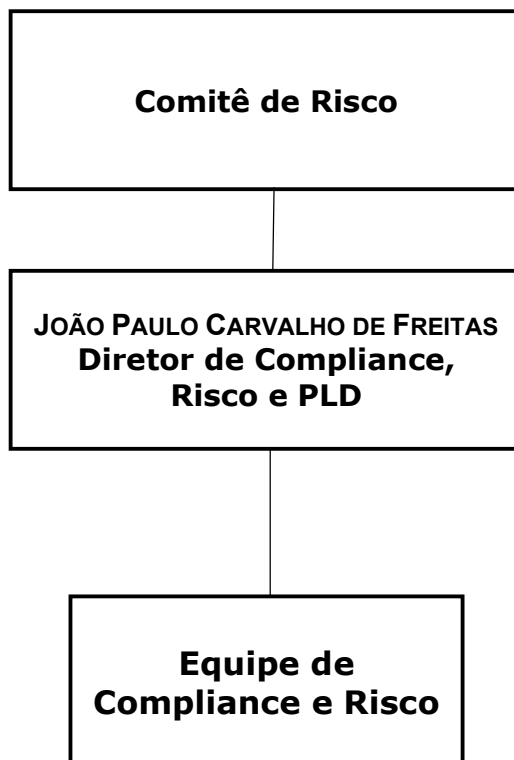 Comitê de Risco
JOÃO PAULO CARVALHO DE FREITAS
Diretor de Compliance,
Risco e PLD
Equipe de
Compliance e Risco